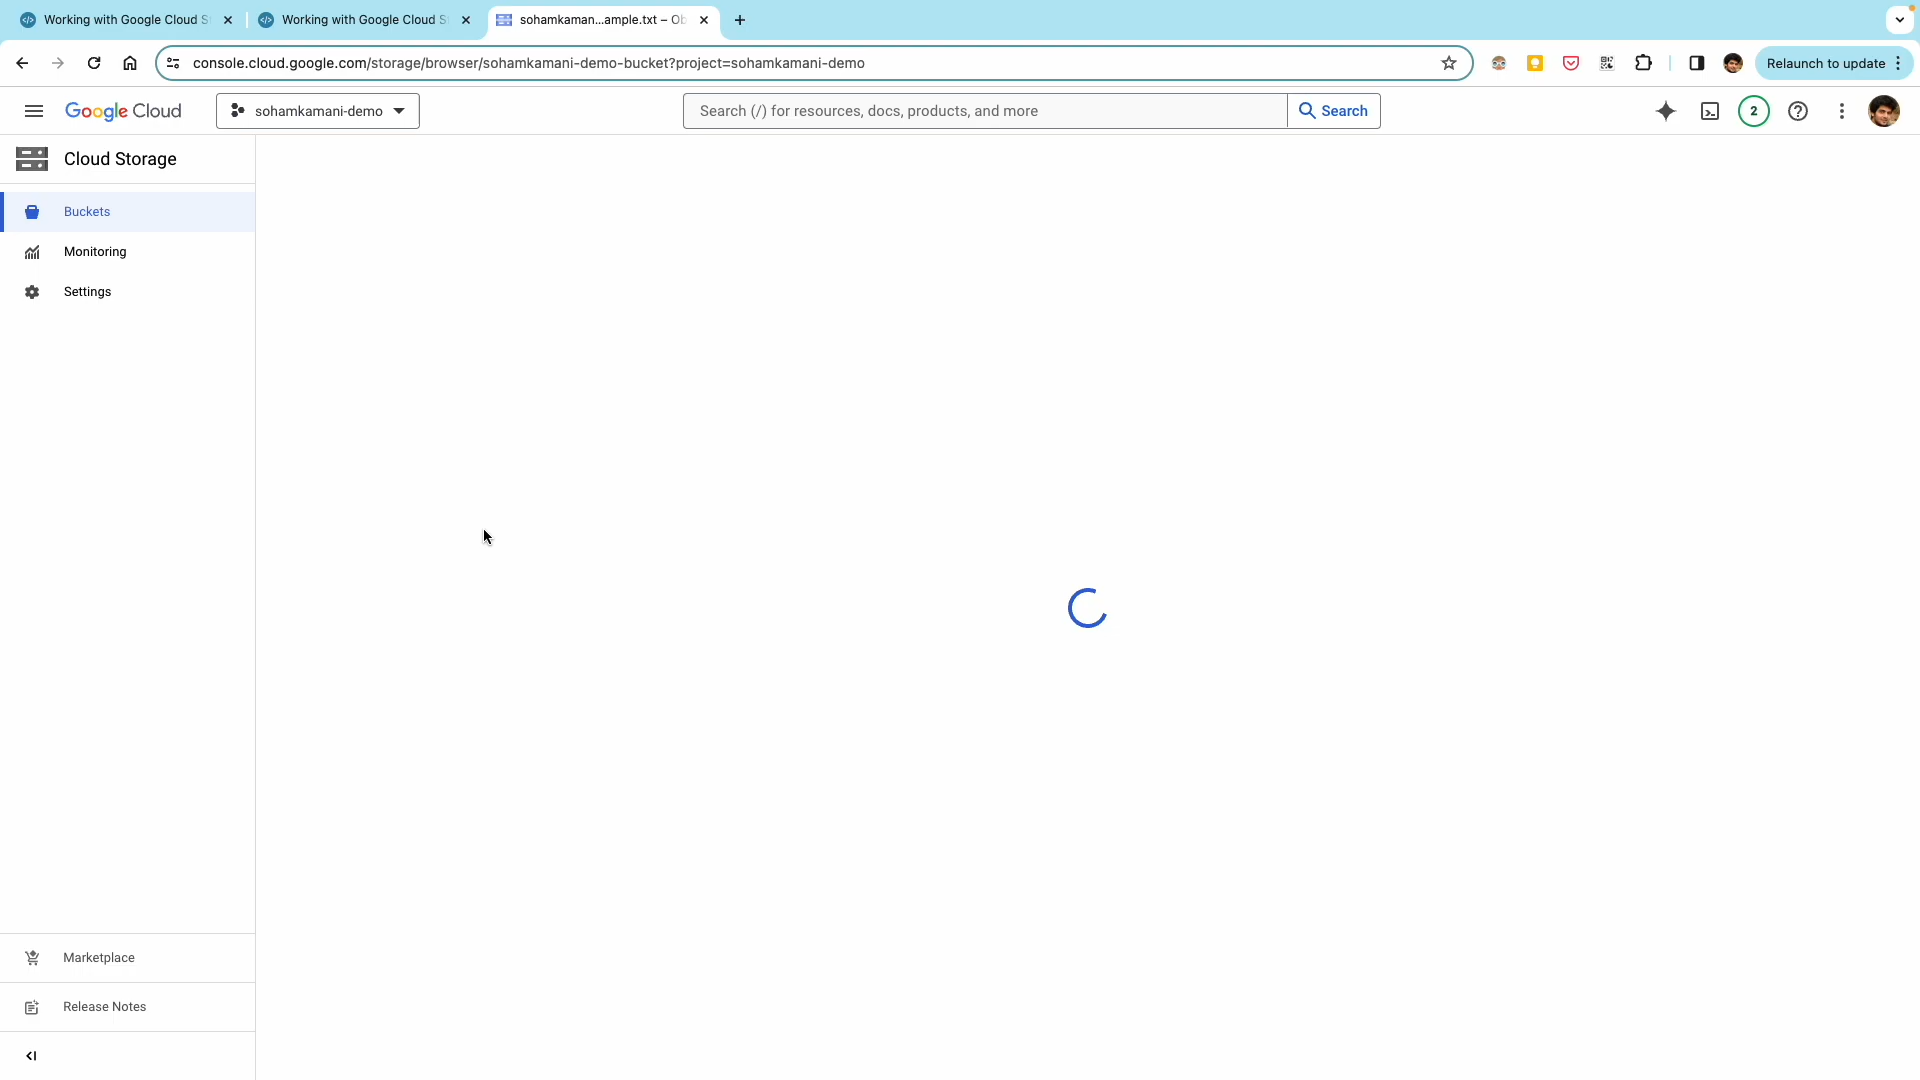 Working with Google Cloud S
Working with Google Cloud S
sohamkaman...ample.txt – Ob
console.cloud.google.com/storage/browser/sohamkamani-demo-bucket?project=sohamkamani-demo
Relaunch to update
Google Cloud
sohamkamani-demo
Search (/) for resources, docs, products, and more
Search
2
Cloud Storage
Buckets
Monitoring
Settings
Marketplace
Release Notes